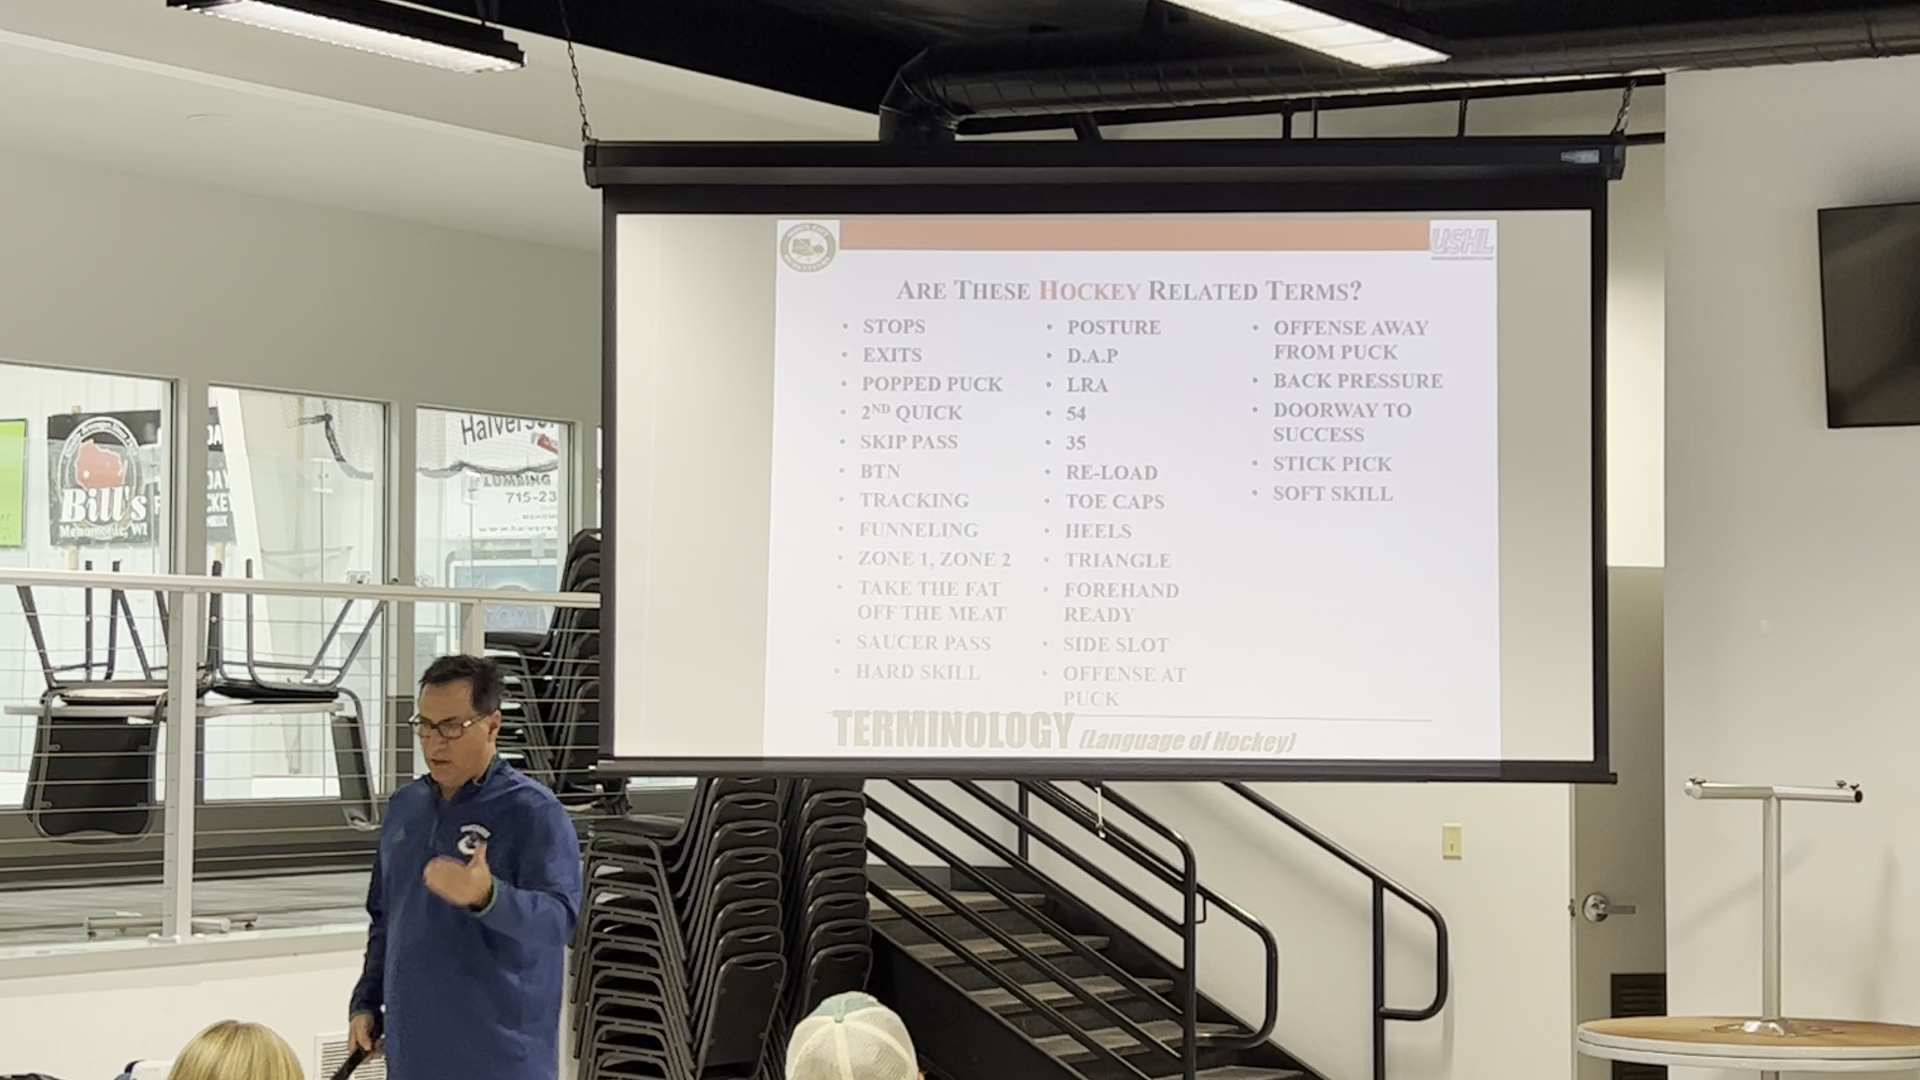 USHL
ARE THESE HOCKEY RELATED TERMS?
• STOPS
• EXITS
• POPPED PUCK
• 2ND QUICK
• SKIP PASS
• BTN
• TRACKING
• FUNNELING
• ZONE 1, ZONE 2
• TAKE THE FAT
OFF THE MEAT
• SAUCER PASS
• HARD SKILL
• POSTURE
• D.A.P
• LRA
• 54
• 35
• RE-LOAD
• TOE CAPS
• HEELS
• TRIANGLE
• FOREHAND
READY
• SIDE SLOT
• OFFENSE AT
PUCK
• OFFENSE AWAY
FROM PUCK
• BACK PRESSURE
• DOORWAY TO
SUCCESS
• STICK PICK
• SOFT SKILL
TERMINOLOGY (Language of Hockey)
Bill's
Menomonie, WI
Halverso
PLUMBING
715-23